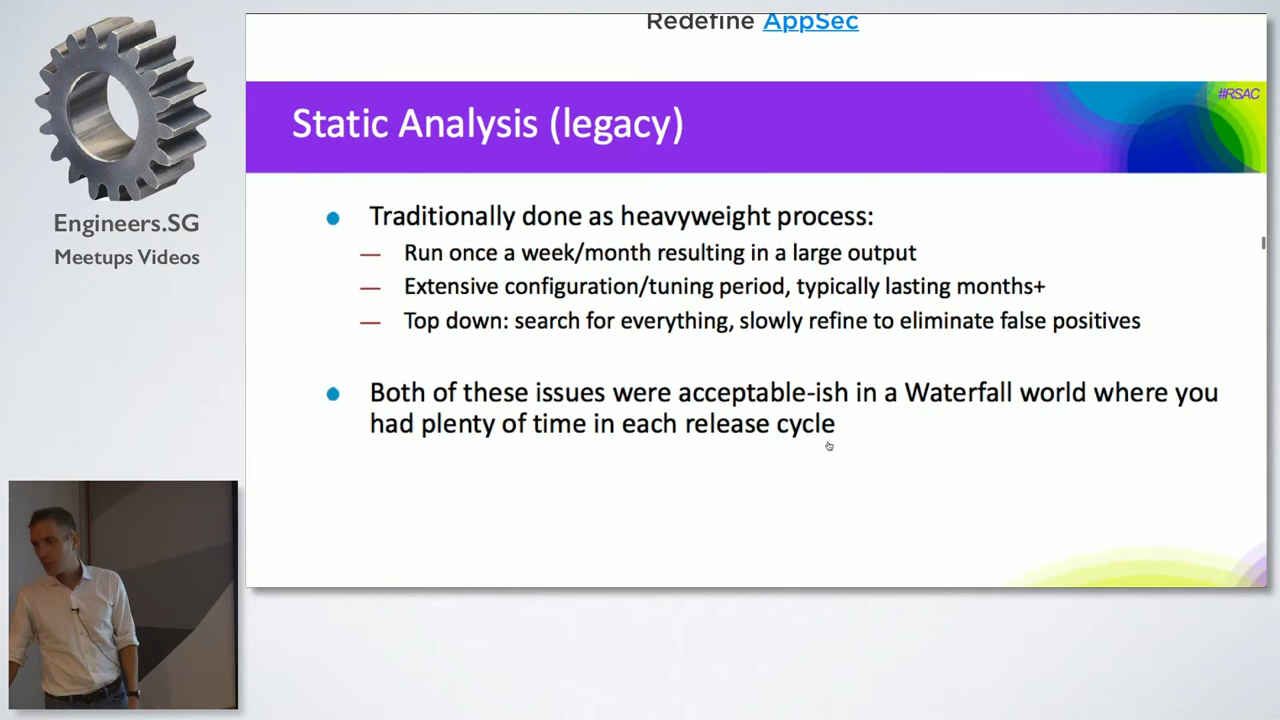 Redefine AppSec
#RSAC
Static Analysis (legacy)
Engineers.SG
Meetups Videos
● Traditionally done as heavyweight process:
— Run once a week/month resulting in a large output
— Extensive configuration/tuning period, typically lasting months+
— Top down: search for everything, slowly refine to eliminate false positives
● Both of these issues were acceptable-ish in a Waterfall world where you
had plenty of time in each release cycle